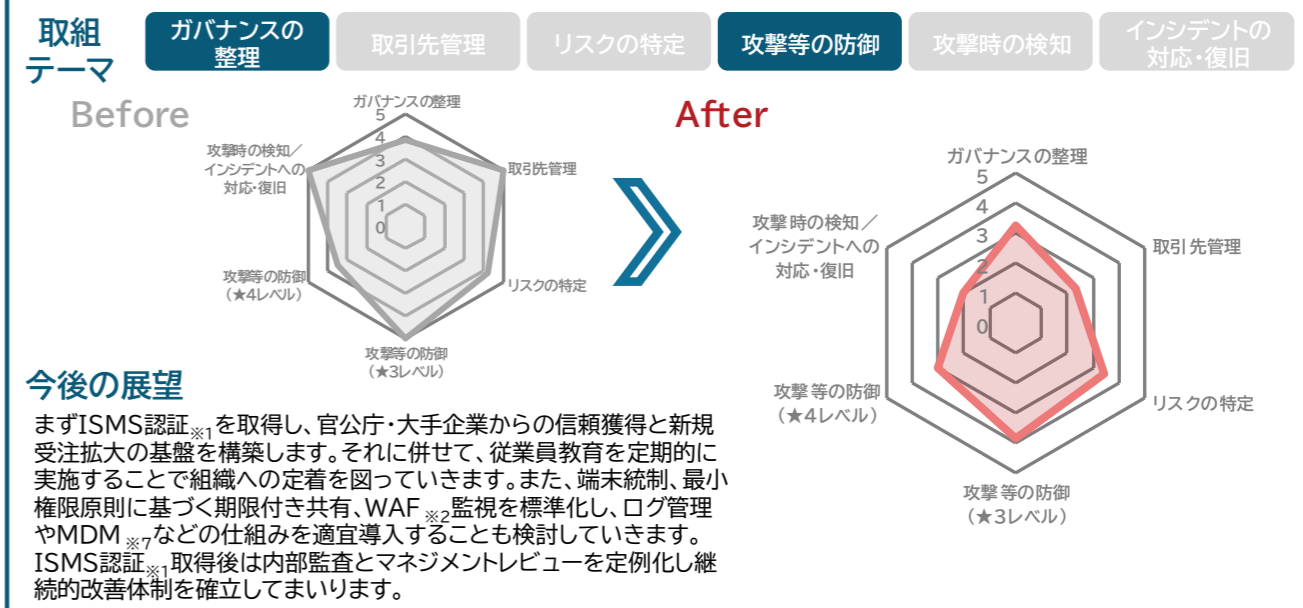 取組
テーマ
ガバナンスの
整理
取引先管理
リスクの特定
攻撃等の防御
攻撃時の検知
インシデントの
対応・復旧
Before
ガバナンスの整理
5
4
3
2
1
0
取引先管理
リスクの特定
攻撃等の防御
(★3レベル)
攻撃等の防御
(★4レベル)
攻撃時の検知/
インシデントへの
対応・復旧
After
ガバナンスの整理
5
4
3
2
1
0
取引先管理
リスクの特定
攻撃等の防御
(★3レベル)
攻撃等の防御
(★4レベル)
攻撃時の検知/
インシデントへの
対応・復旧
今後の展望
まずISMS認証※1を取得し、官公庁・大手企業からの信頼獲得と新規
受注拡大の基盤を構築します。それに併せて、従業員教育を定期的に
実施することで組織への定着を図っていきます。また、端末統制、最小
権限原則に基づく期限付き共有、WAF※2監視を標準化し、ログ管理
やMDM※7などの仕組みを適宜導入することも検討していきます。
ISMS認証※1取得後は内部監査とマネジメントレビューを定例化し継
続的改善体制を確立してまいります。